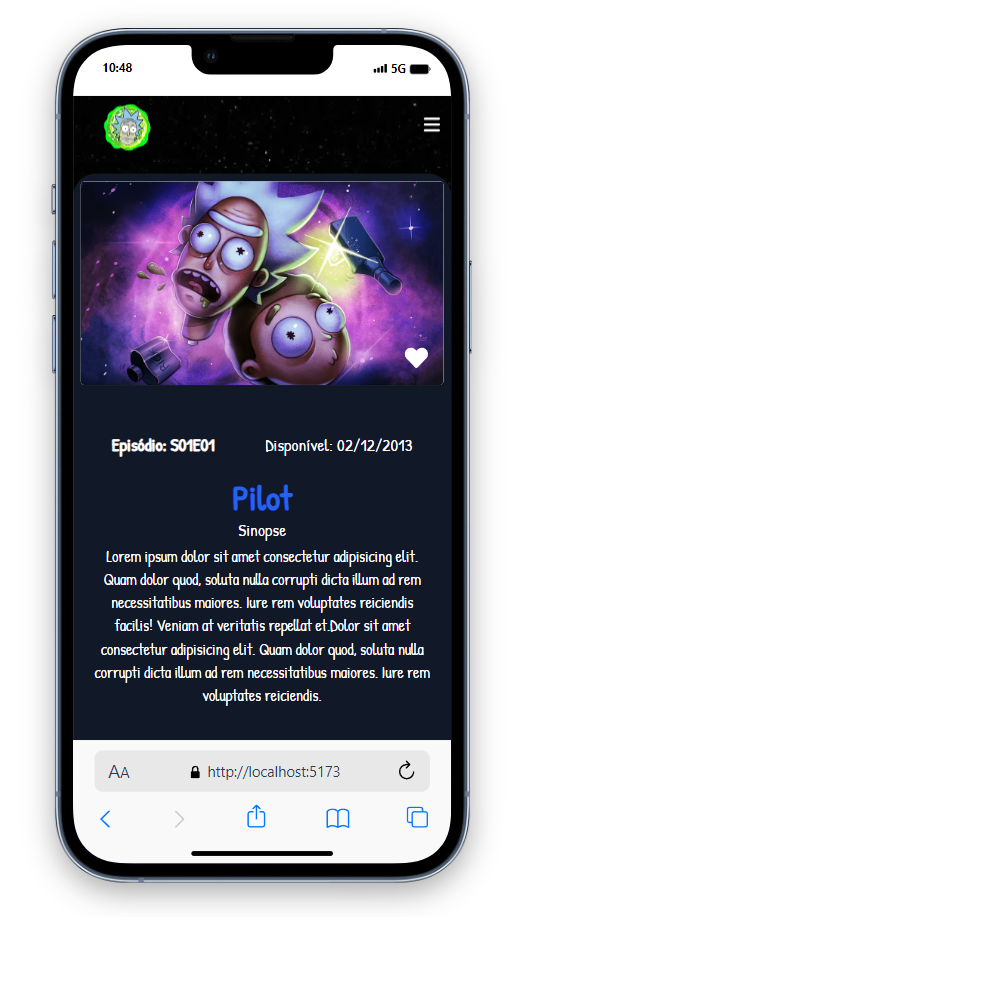 10:48
5G
Episódio: S01E01
Disponível: 02/12/2013
Pilot
Sinopse
Lorem ipsum dolor sit amet consectetur adipisicing elit.
Quam dolor quod, soluta nulla corrupti dicta illum ad rem
necessitatibus maiores. Iure rem voluptates reiciendis
facilis! Veniam at veritatis repellat et.Dolor sit amet
consectetur adipisicing elit. Quam dolor quod, soluta nulla
corrupti dicta illum ad rem necessitatibus maiores. Iure rem
voluptates reiciendis.
AA
http://localhost:5173